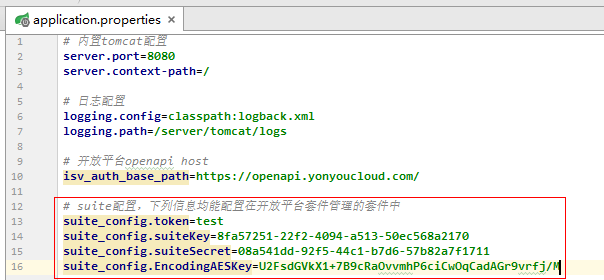 application.properties
1 # 内置tomcat配置
2 server.port=8080
3 server.context-path=/
4
5 # 日志配置
6 logging.config=classpath:logback.xml
7 logging.path=/server/tomcat/logs
8
9 # 开放平台openapi host
10 isv_auth_base_path=https://openapi.yonyoucloud.com/
11
12 # suite配置，下列信息均能配置在开放平台套件管理的套件中
13 suite_config.token=test
14 suite_config.suiteKey=8fa57251-22f2-4094-a513-50ec568a2170
15 suite_config.suiteSecret=08a541dd-92f5-44c1-b7d6-57b82a7f1711
16 suite_config.EncodingAESKey=U2FsdGVkX1+7B9cRaOvvmhP6ciCwOqCadAGr9vrfj/M